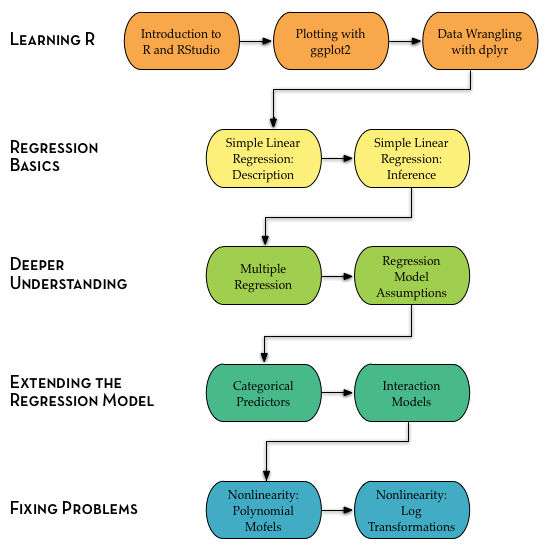 LEARNING R
Introduction to
R and RStudio
Plotting with
ggplot2
Data Wrangling
with dplyr
REGRESSION
BASICS
Simple Linear
Regression:
Description
Simple Linear
Regression:
Inference
DEEPER
UNDERSTANDING
Multiple
Regression
Regression
Model
Assumptions
EXTENDING THE
REGRESSION MODEL
Categorical
Predictors
Interaction
Models
FIXING PROBLEMS
Nonlinearity:
Polynomial
Mofels
Nonlinearity:
Log
Transformations